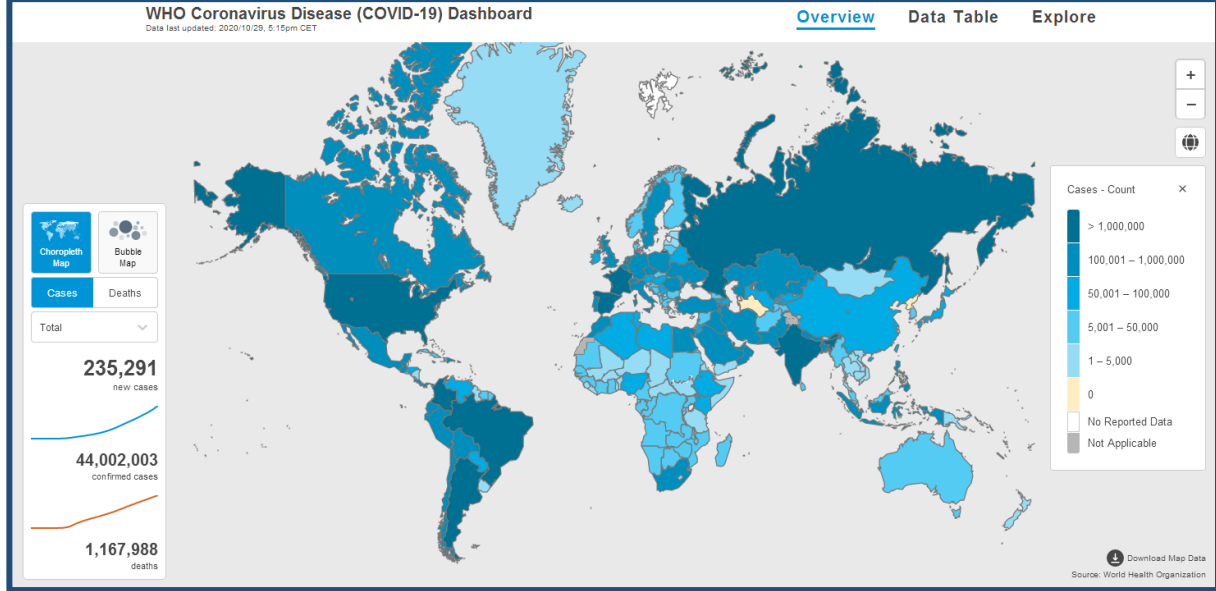 WHO Coronavirus Disease (COVID-19) Dashboard
Data last updated: 2020/10/29, 5:15pm CET
Overview
Data Table
Explore
+
−
Choropleth
Map
Bubble
Map
Cases
Deaths
Total
235,291
new cases
44,002,003
confirmed cases
1,167,988
deaths
Cases - Count ×
> 1,000,000
100,001 – 1,000,000
50,001 – 100,000
5,001 – 50,000
1 – 5,000
0
No Reported Data
Not Applicable
Download Map Data
Source: World Health Organization